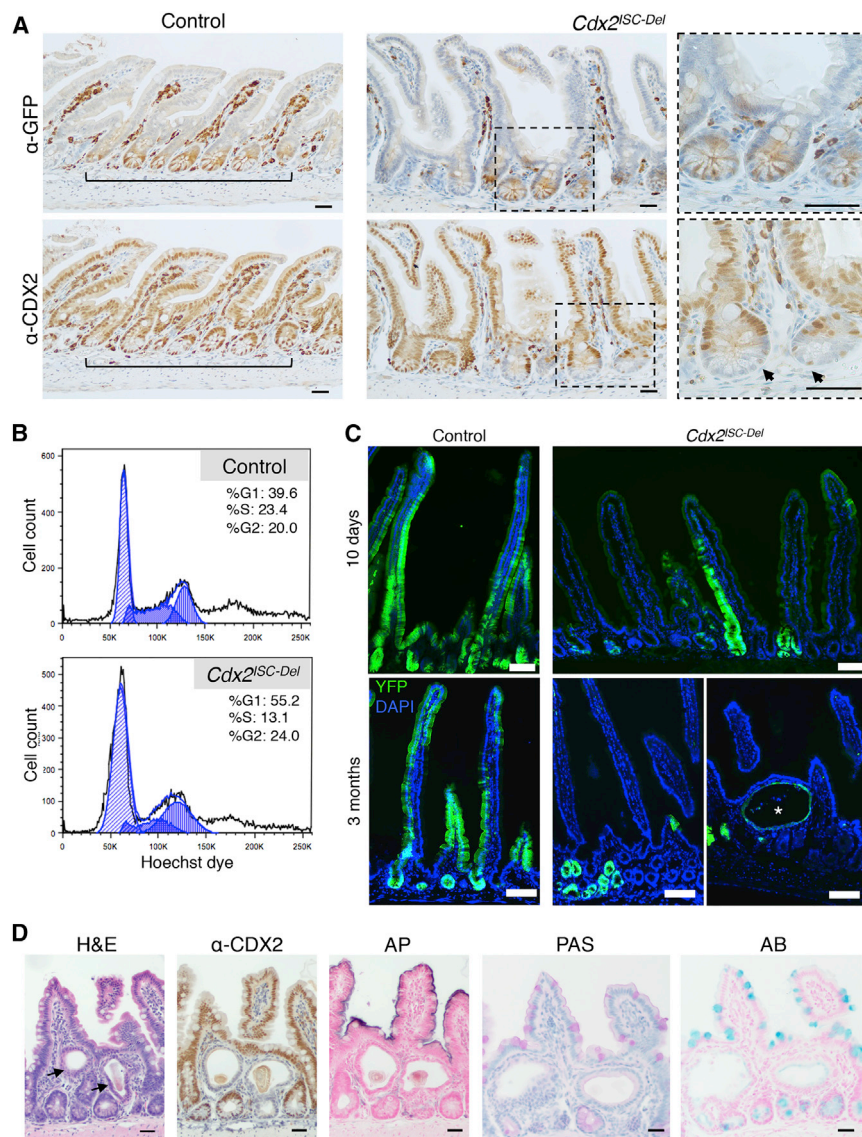 A
Control
Cdx2ISC-Del
α-GFP
α-CDX2
B
Control
%G1: 39.6
%S: 23.4
%G2: 20.0
Cell count
600
400
200
0
0 50K 100K 150K 200K 250K
Cdx2ISC-Del
%G1: 55.2
%S: 13.1
%G2: 24.0
Cell count
500
400
300
200
100
0
0 50K 100K 150K 200K 250K
Hoechst dye
C
Control
Cdx2ISC-Del
10 days
3 months
YFP
DAPI
*
D
H&E
α-CDX2
AP
PAS
AB